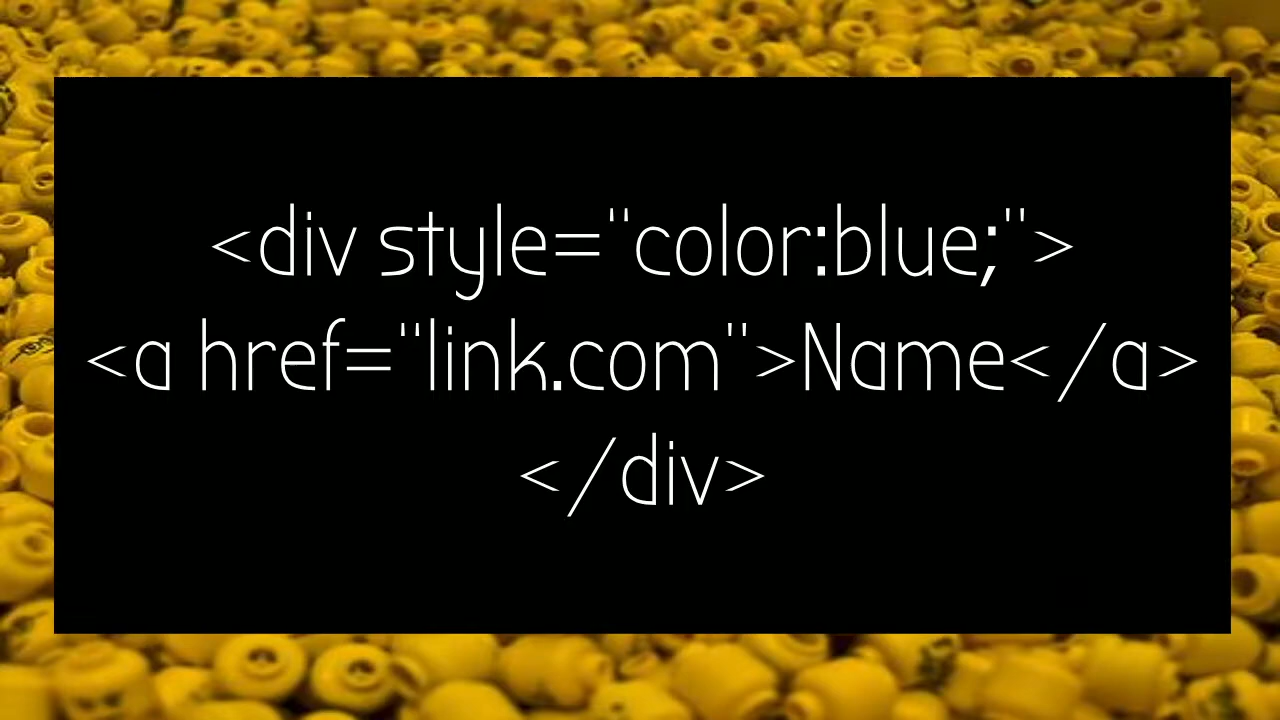 <div style="color:blue;">
<a href="link.com">Name</a>
</div>